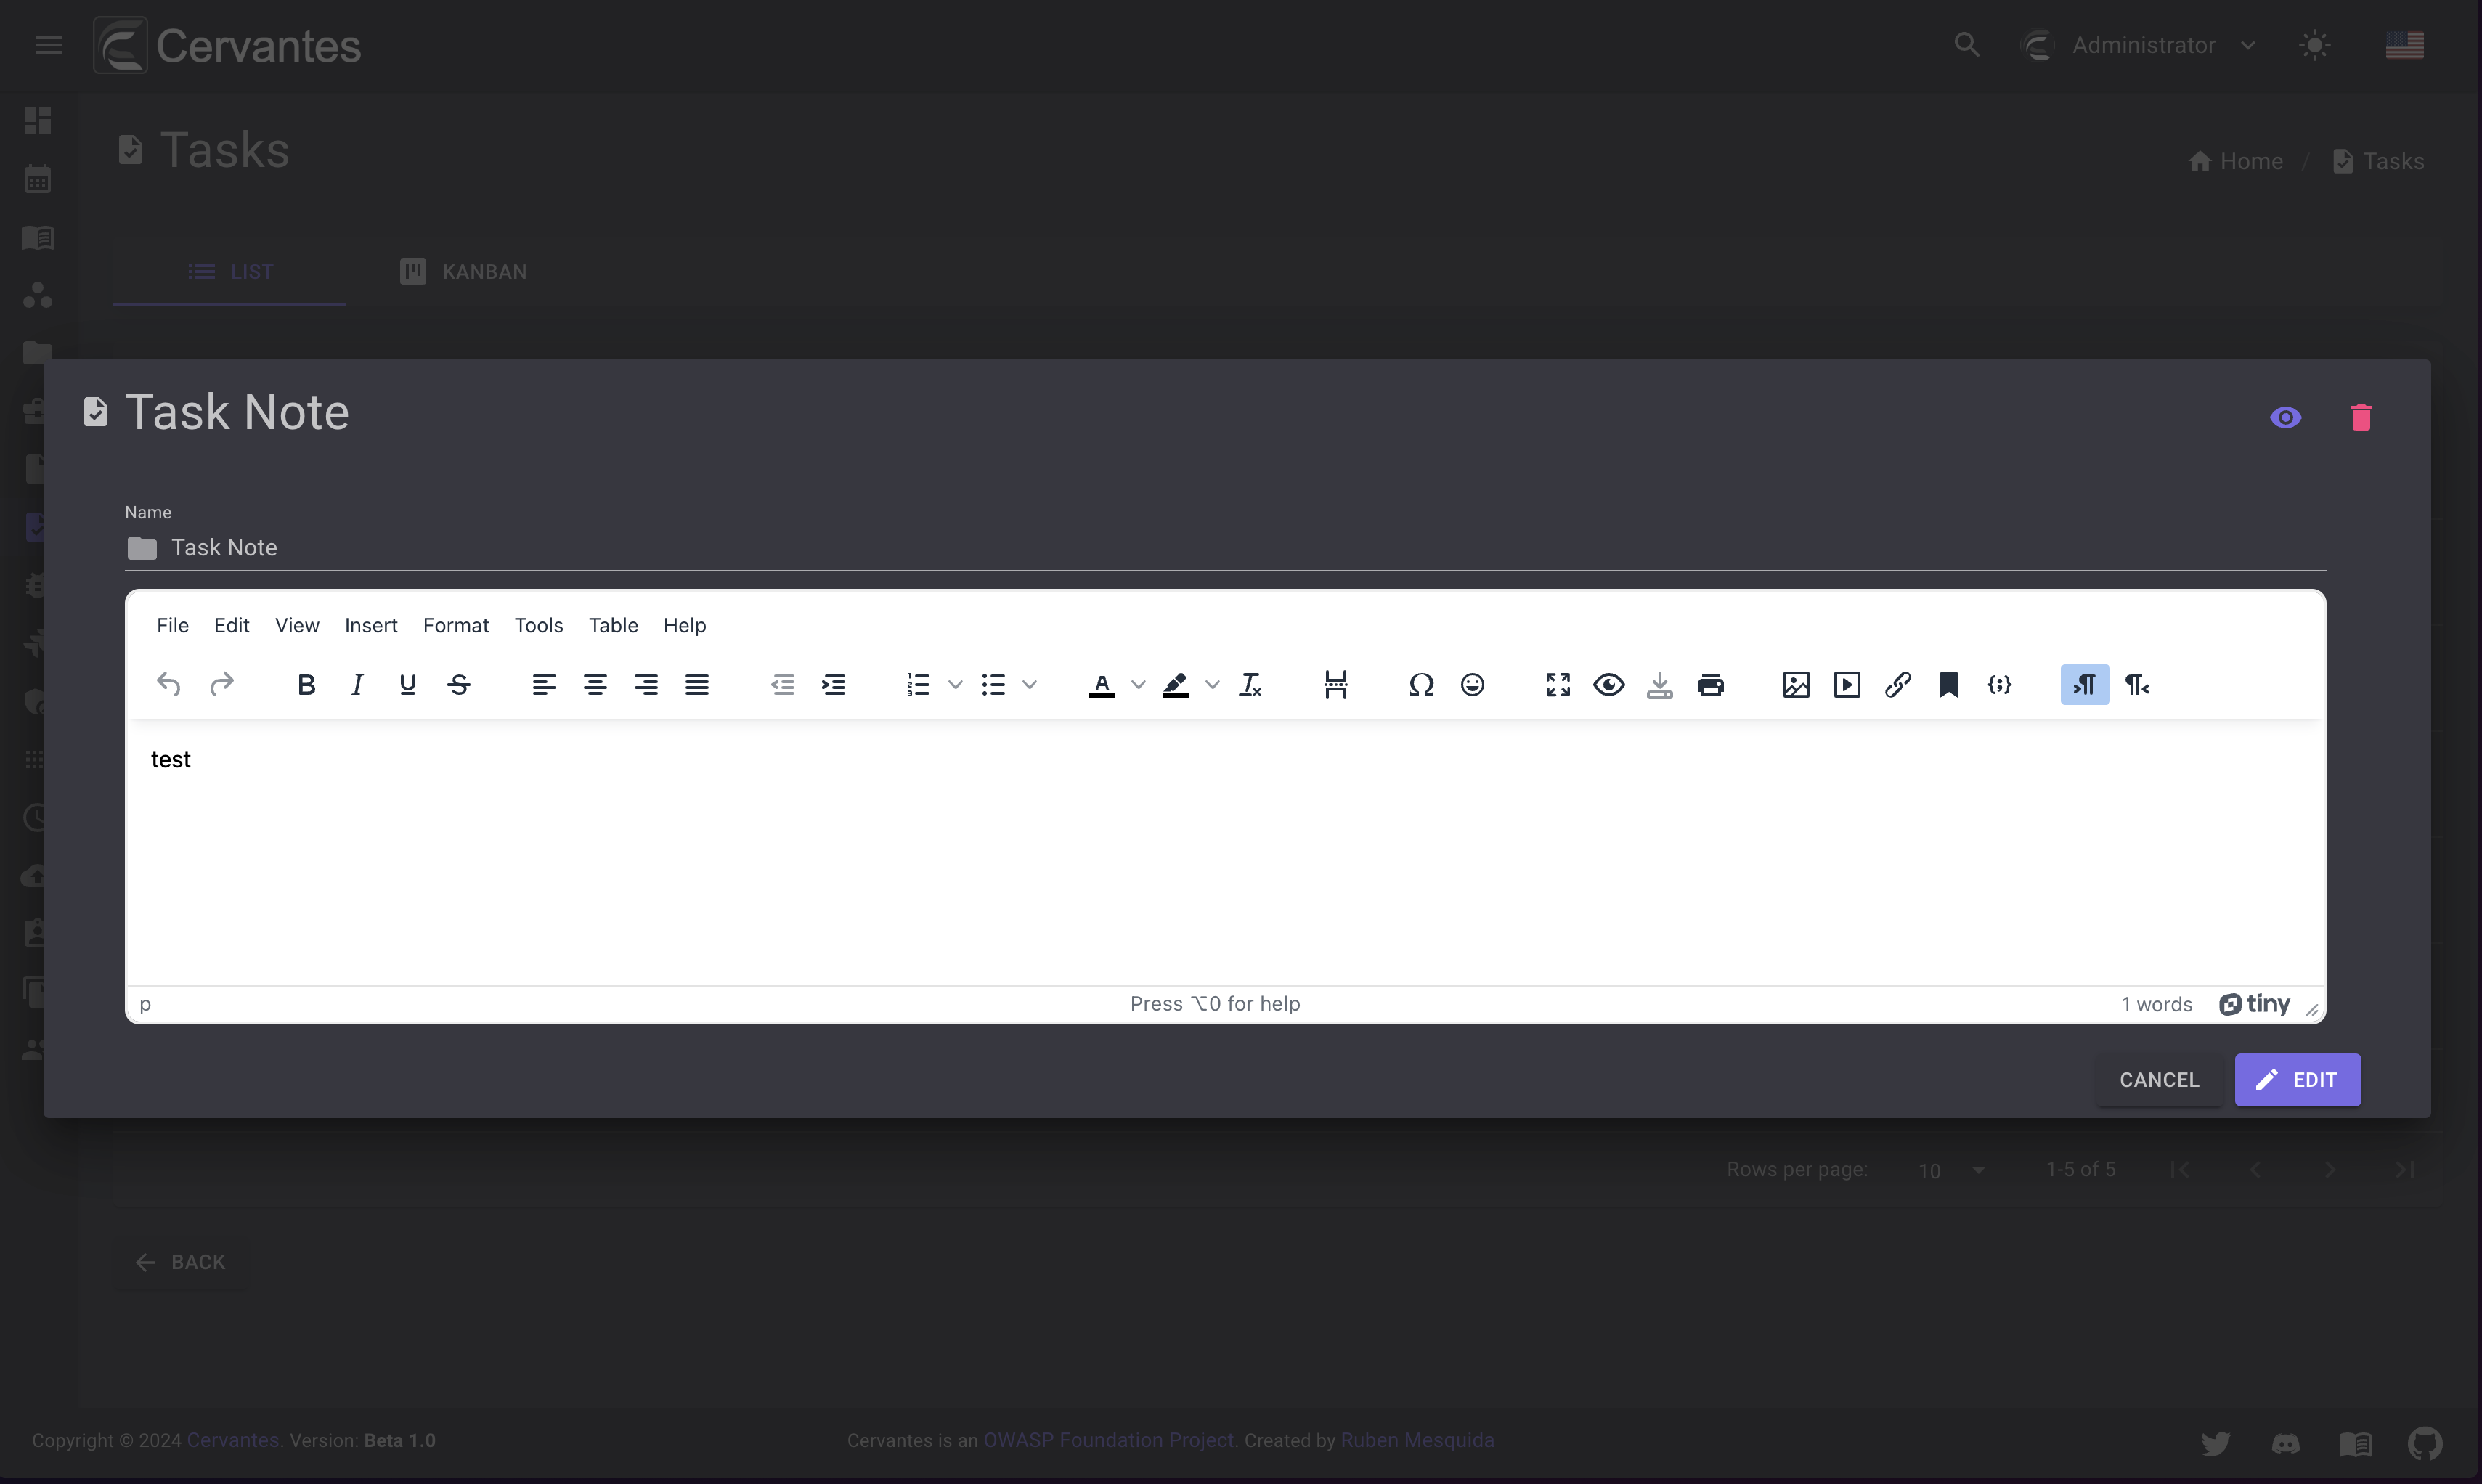 Cervantes
Administrator
Tasks
Home / Tasks
LIST
KANBAN
Task Note
Name
Task Note
File Edit View Insert Format Tools Table Help
test
p
Press ⌥0 for help
1 words
tiny
CANCEL
EDIT
Rows per page: 10 1-5 of 5
BACK
Copyright © 2024 Cervantes. Version: Beta 1.0
Cervantes is an OWASP Foundation Project. Created by Ruben Mesquida